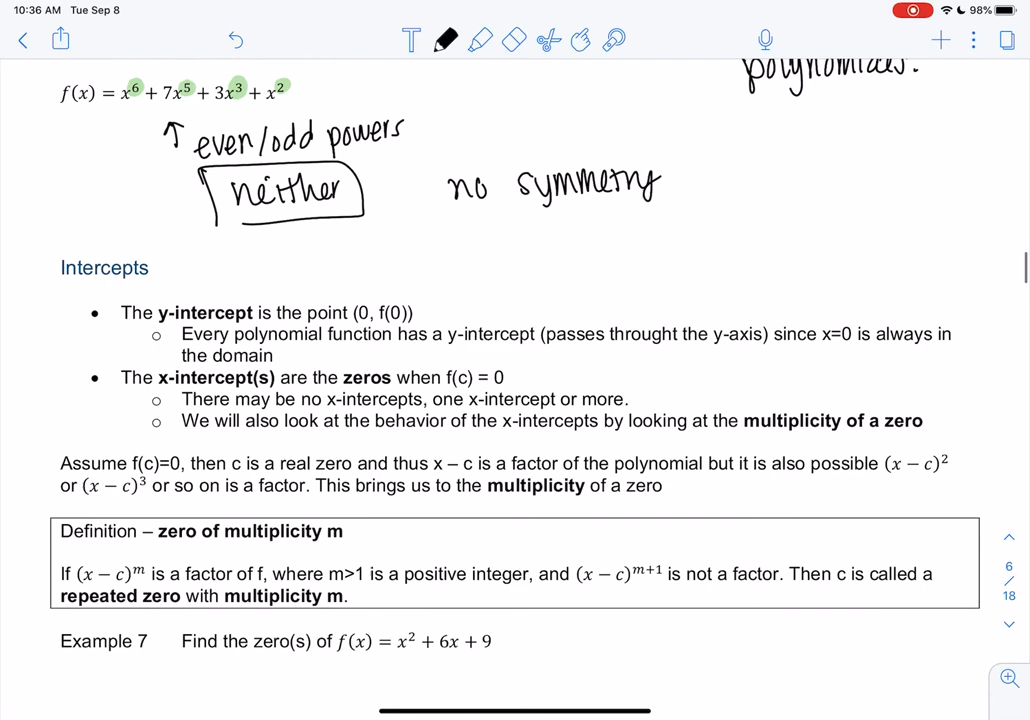 10:36 AM Tue Sep 8
98%
polynomials.
f(x) = x⁶ + 7x⁵ + 3x³ + x²
↑ even/odd powers
neither no symmetry
Intercepts
• The y-intercept is the point (0, f(0))
o Every polynomial function has a y-intercept (passes throught the y-axis) since x=0 is always in
the domain
• The x-intercept(s) are the zeros when f(c) = 0
o There may be no x-intercepts, one x-intercept or more.
o We will also look at the behavior of the x-intercepts by looking at the multiplicity of a zero
Assume f(c)=0, then c is a real zero and thus x – c is a factor of the polynomial but it is also possible (x − c)²
or (x − c)³ or so on is a factor. This brings us to the multiplicity of a zero
Definition – zero of multiplicity m
If (x − c)ᵐ is a factor of f, where m>1 is a positive integer, and (x − c)ᵐ⁺¹ is not a factor. Then c is called a
repeated zero with multiplicity m.
Example 7 Find the zero(s) of f(x) = x² + 6x + 9
6
/
18